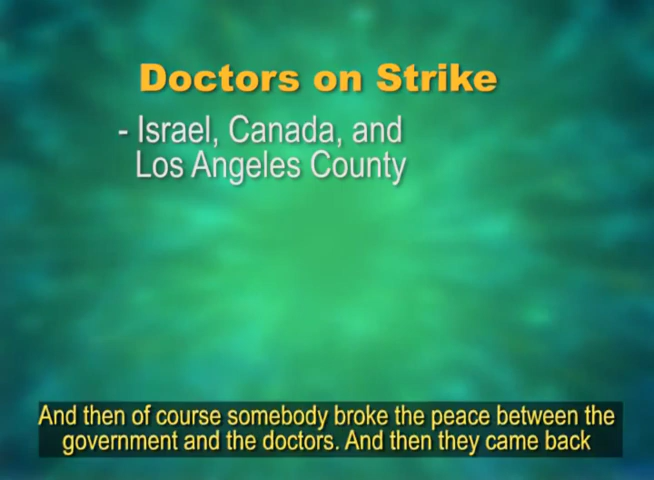 Doctors on Strike
- Israel, Canada, and
Los Angeles County
And then of course somebody broke the peace between the
government and the doctors. And then they came back